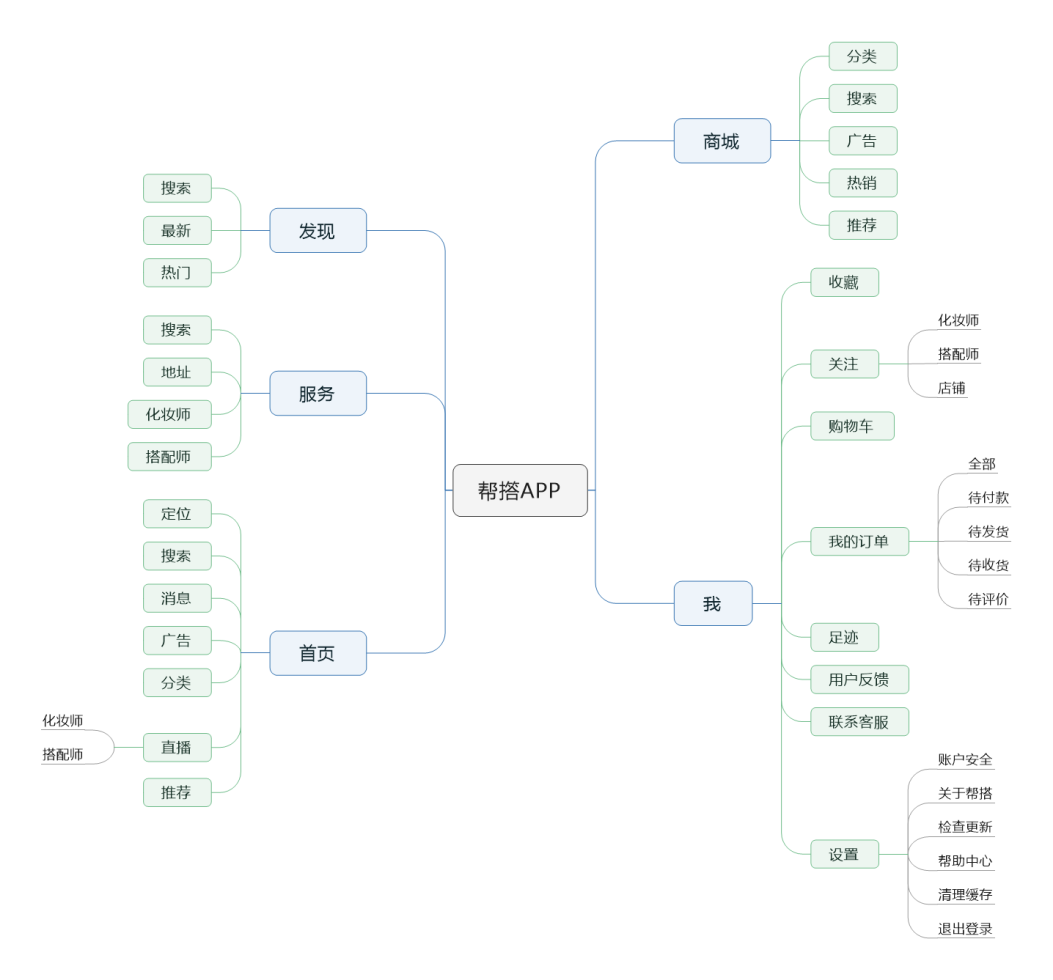 帮撘APP
商城
分类
搜索
广告
热销
推荐
我
收藏
关注
化妆师
搭配师
店铺
购物车
我的订单
全部
待付款
待发货
待收货
待评价
足迹
用户反馈
联系客服
设置
账户安全
关于帮搭
检查更新
帮助中心
清理缓存
退出登录
发现
搜索
最新
热门
服务
搜索
地址
化妆师
搭配师
首页
定位
搜索
消息
广告
分类
直播
化妆师
搭配师
推荐